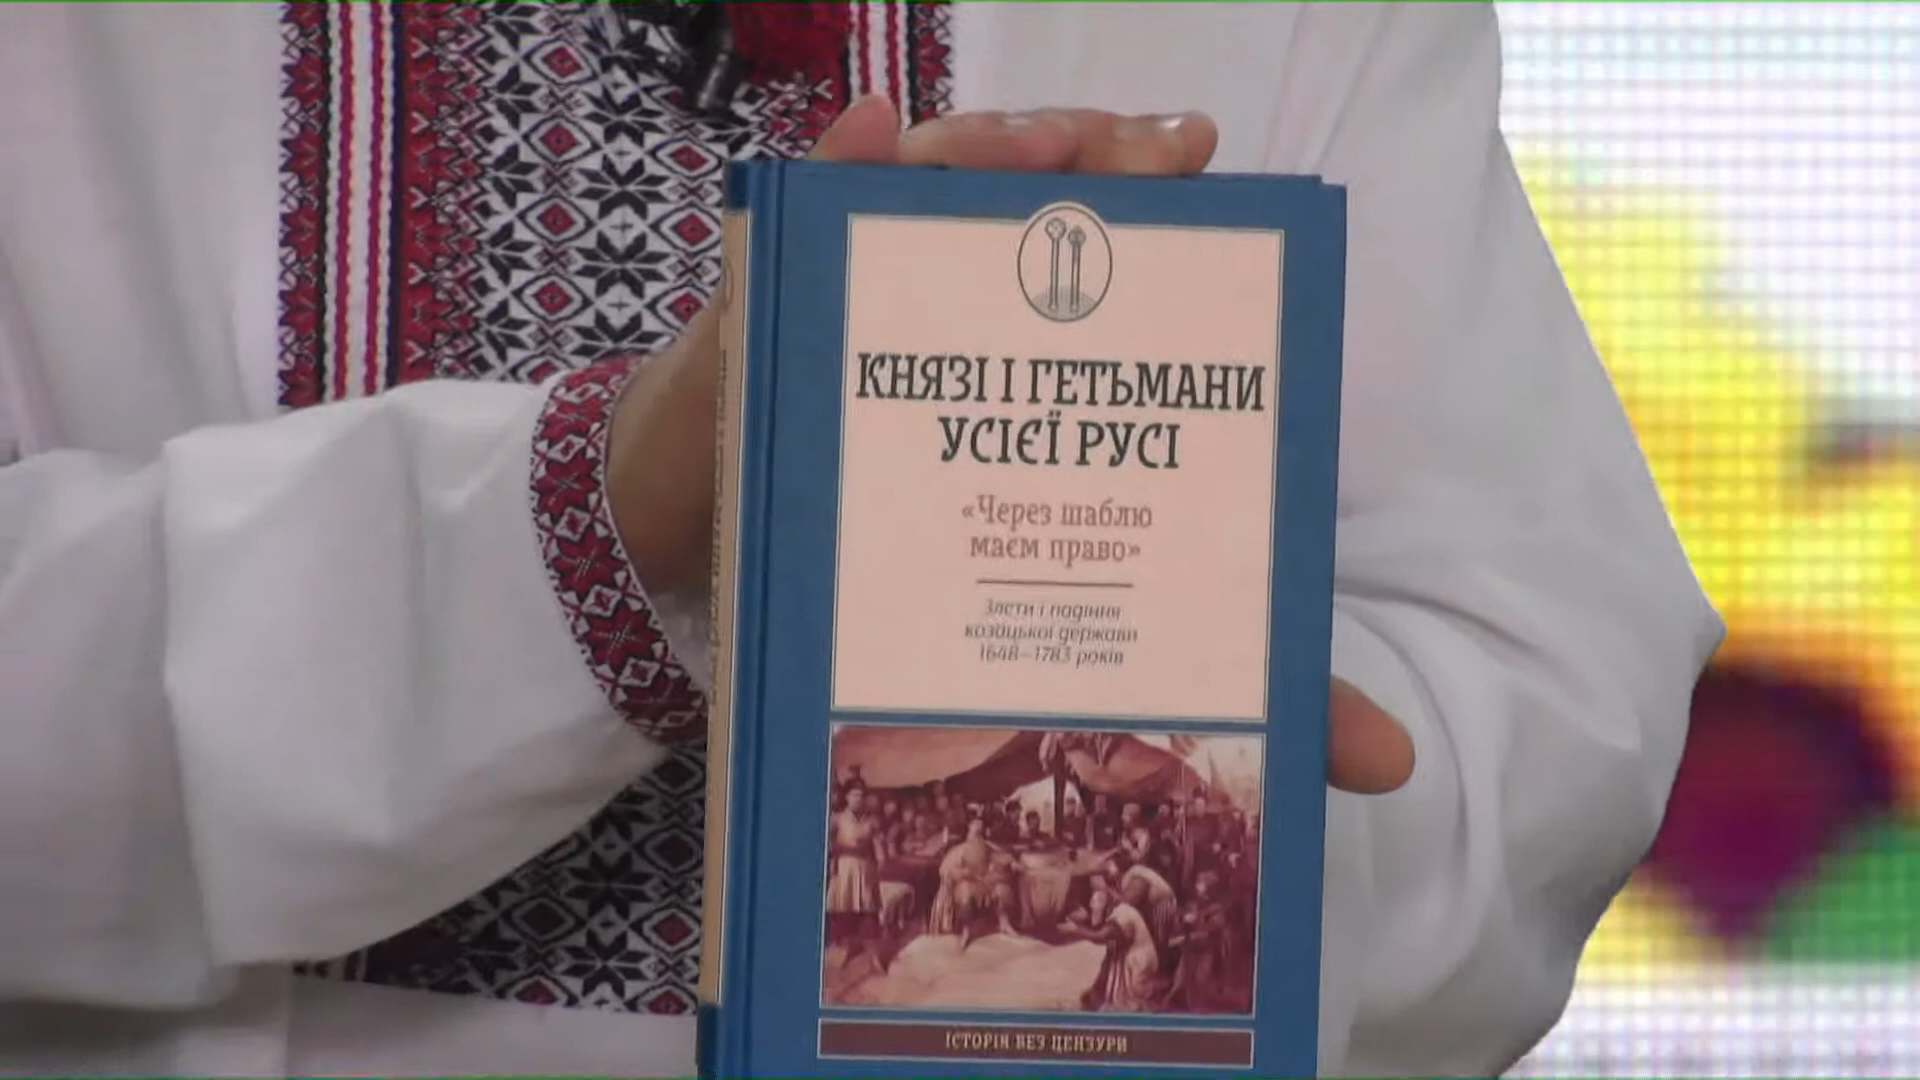 КНЯЗІ І ГЕТЬМАНИ
УСІЄЇ РУСІ
«Через шаблю
маєм право»
Злети і падіння
козацької держави
1648–1783 років
ІСТОРІЯ БЕЗ ЦЕНЗУРИ